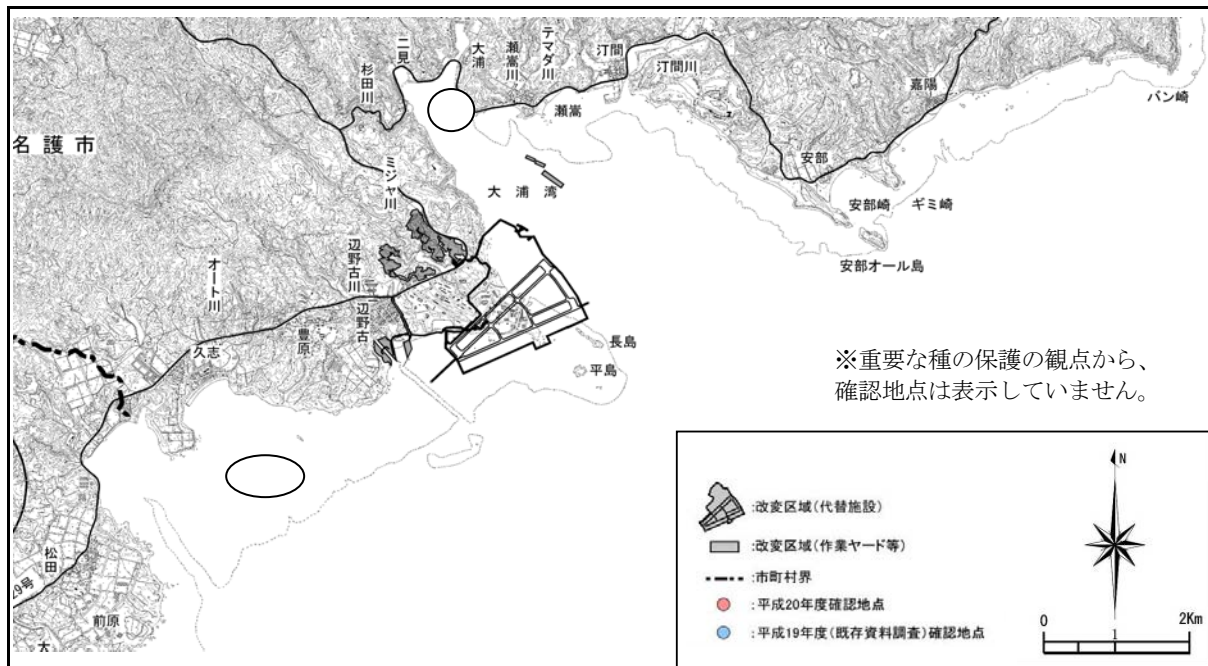 二見
大浦
瀬嵩川
テマダ川
汀間
汀間川
杉田川
瀬嵩
嘉陽
バン崎
名護市
安部
ミジャ川
大浦湾
安部崎
ギミ崎
安部オール島
辺野古川
オート川
辺野古
長島
久志
豊原
平島
※重要な種の保護の観点から、
確認地点は表示していません。
N
:改変区域(代替施設)
:改変区域(作業ヤード等)
:市町村界
:平成20年度確認地点
:平成19年度(既存資料調査)確認地点
0 1 2Km
松田
29号
前原
大